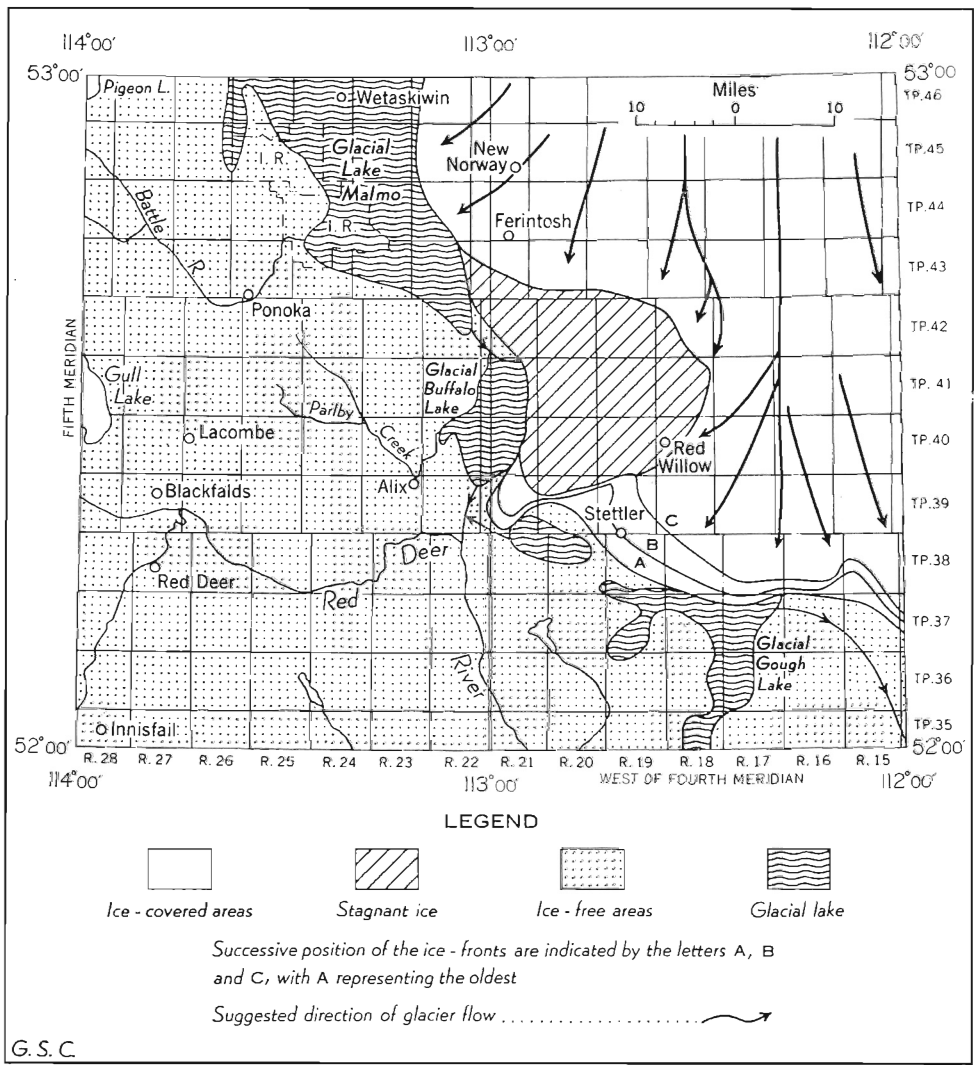 114°00' 113°00' 112°00'
53°00' 53°00
Pigeon L.
Wetaskiwin
Miles
10 0 10
TP.46
I. R.
Glacial
Lake
Malmo
New
Norway
TP.45
Battle
R.
I. R.
Ferintosh
TP.44
TP.43
Ponoka
TP.42
FIFTH MERIDIAN
Gull
Lake
Glacial
Buffalo
Lake
TP.41
Parlby
Creek
Lacombe
Red
Willow
TP.40
Alix
Blackfalds
Stettler
C
TP.39
B
A
Red Deer
Red
Deer
River
TP.38
TP.37
Glacial
Gough
Lake
TP.36
Innisfail
TP.35
52°00' 52°00'
R. 28 R. 27 R. 26 R. 25 R. 24 R. 23 R. 22 R. 21 R. 20 R. 19 R. 18 R. 17 R. 16 R. 15
WEST OF FOURTH MERIDIAN
114°00' 113°00' 112°00'
LEGEND
Ice - covered areas Stagnant ice Ice - free areas Glacial lake
Successive position of the ice - fronts are indicated by the letters A, B
and C, with A representing the oldest
Suggested direction of glacier flow
G. S. C.